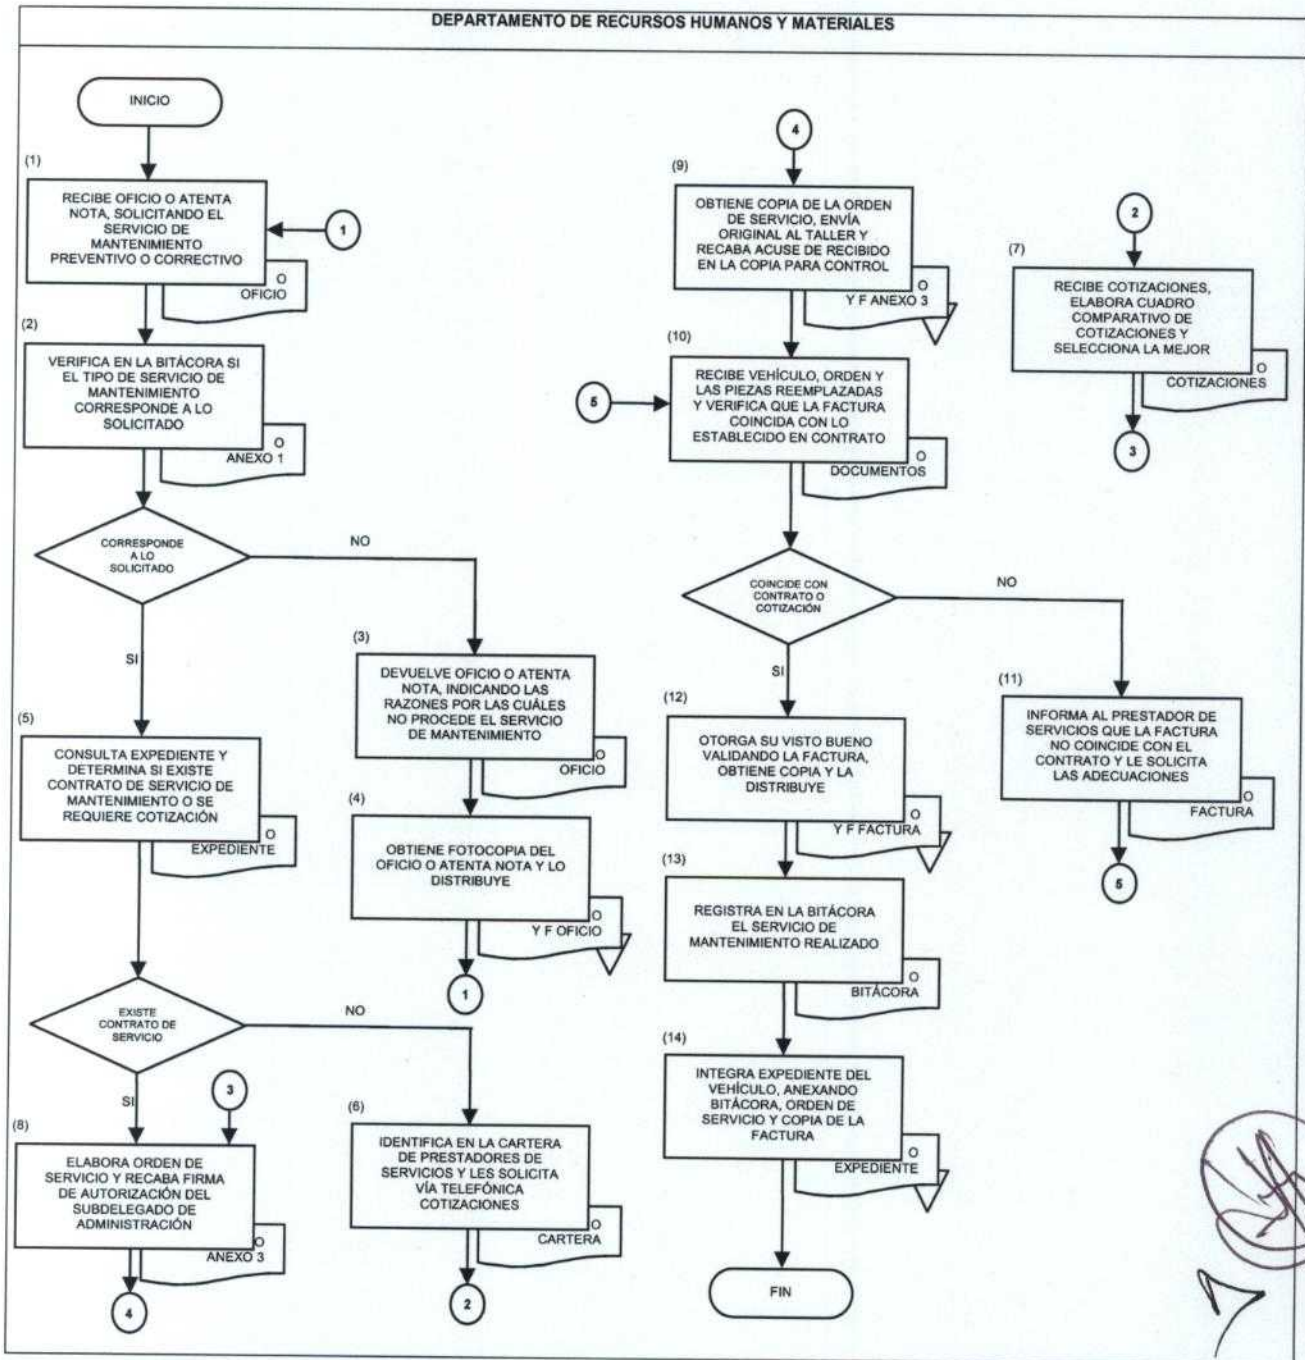 DEPARTAMENTO DE RECURSOS HUMANOS Y MATERIALES
INICIO
(1)
RECIBE OFICIO O ATENTA
NOTA, SOLICITANDO EL
SERVICIO DE
MANTENIMIENTO
PREVENTIVO O CORRECTIVO
1
O
OFICIO
(2)
VERIFICA EN LA BITÁCORA SI
EL TIPO DE SERVICIO DE
MANTENIMIENTO
CORRESPONDE A LO
SOLICITADO
O
ANEXO 1
CORRESPONDE
A LO
SOLICITADO
NO
SI
(3)
DEVUELVE OFICIO O ATENTA
NOTA, INDICANDO LAS
RAZONES POR LAS CUÁLES
NO PROCEDE EL SERVICIO
DE MANTENIMIENTO
O
OFICIO
(4)
OBTIENE FOTOCOPIA DEL
OFICIO O ATENTA NOTA Y LO
DISTRIBUYE
O
Y F OFICIO
1
(5)
CONSULTA EXPEDIENTE Y
DETERMINA SI EXISTE
CONTRATO DE SERVICIO DE
MANTENIMIENTO O SE
REQUIERE COTIZACIÓN
O
EXPEDIENTE
EXISTE
CONTRATO DE
SERVICIO
NO
SI
3
(6)
IDENTIFICA EN LA CARTERA
DE PRESTADORES DE
SERVICIOS Y LES SOLICITA
VÍA TELEFÓNICA
COTIZACIONES
O
CARTERA
2
(8)
ELABORA ORDEN DE
SERVICIO Y RECABA FIRMA
DE AUTORIZACIÓN DEL
SUBDELEGADO DE
ADMINISTRACIÓN
O
ANEXO 3
4
4
(9)
OBTIENE COPIA DE LA ORDEN
DE SERVICIO, ENVÍA
ORIGINAL AL TALLER Y
RECABA ACUSE DE RECIBIDO
EN LA COPIA PARA CONTROL
O
Y F ANEXO 3
(10)
RECIBE VEHÍCULO, ORDEN Y
LAS PIEZAS REEMPLAZADAS
Y VERIFICA QUE LA FACTURA
COINCIDA CON LO
ESTABLECIDO EN CONTRATO
5
O
DOCUMENTOS
COINCIDE CON
CONTRATO O
COTIZACIÓN
NO
SI
(12)
OTORGA SU VISTO BUENO
VALIDANDO LA FACTURA,
OBTIENE COPIA Y LA
DISTRIBUYE
O
Y F FACTURA
(13)
REGISTRA EN LA BITÁCORA
EL SERVICIO DE
MANTENIMIENTO REALIZADO
O
BITÁCORA
(14)
INTEGRA EXPEDIENTE DEL
VEHÍCULO, ANEXANDO
BITÁCORA, ORDEN DE
SERVICIO Y COPIA DE LA
FACTURA
O
EXPEDIENTE
FIN
2
(7)
RECIBE COTIZACIONES,
ELABORA CUADRO
COMPARATIVO DE
COTIZACIONES Y
SELECCIONA LA MEJOR
O
COTIZACIONES
3
(11)
INFORMA AL PRESTADOR DE
SERVICIOS QUE LA FACTURA
NO COINCIDE CON EL
CONTRATO Y LE SOLICITA
LAS ADECUACIONES
O
FACTURA
5